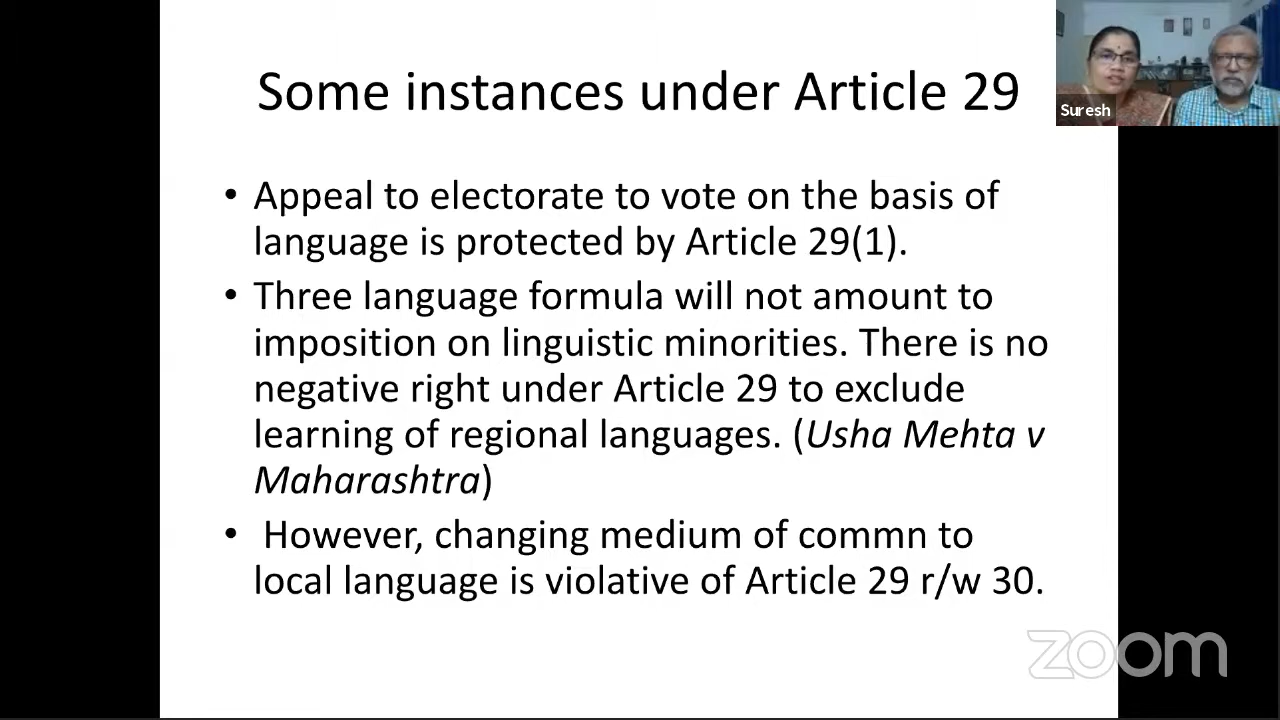 Some instances under Article 29
Suresh
• Appeal to electorate to vote on the basis of
language is protected by Article 29(1).
• Three language formula will not amount to
imposition on linguistic minorities. There is no
negative right under Article 29 to exclude
learning of regional languages. (Usha Mehta v
Maharashtra)
• However, changing medium of commn to
local language is violative of Article 29 r/w 30.
zoom